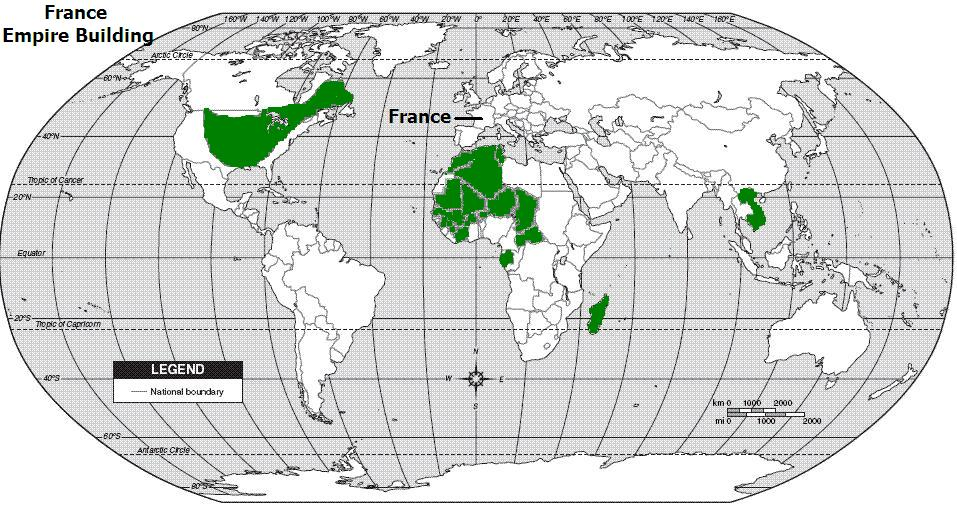 France
Empire Building
160°W 140°W 120°W 100°W 80°W 60°W 40°W 20°W 0° 20°E 40°E 60°E 80°E 100°E 120°E 140°E 160°E
80°N
Arctic Circle
60°N
France
40°N
Tropic of Cancer
20°N
Equator
0°
20°S
Tropic of Capricorn
N
W E
S
LEGEND
National boundary
40°S
km 0 1000 2000
mi 0 1000 2000
60°S
Antarctic Circle
80°S